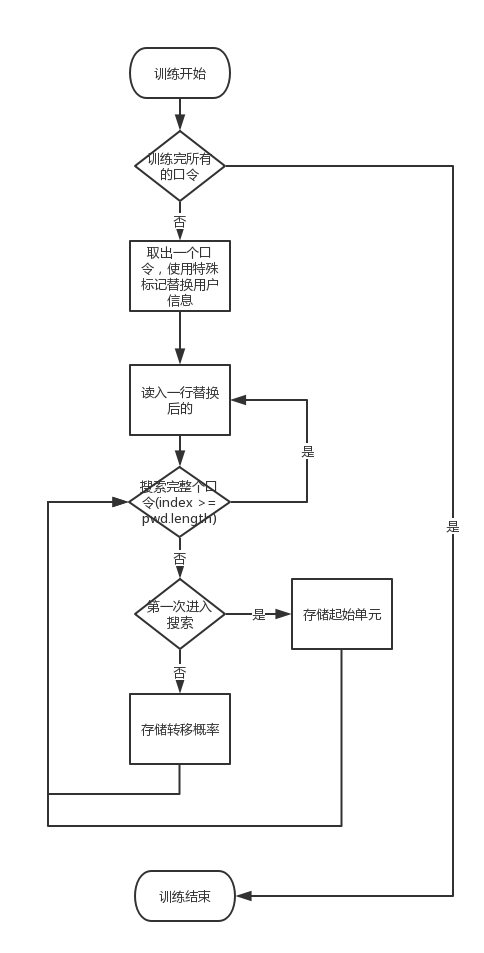 训练开始
训练完所有
的口令
否
取出一个口
令，使用特殊
标记替换用户
信息
读入一行替换
后的
是
搜索完整个口
令(index >=
pwd.length)
是
否
第一次进入
搜索
是
存储起始单元
否
存储转移概率
训练结束